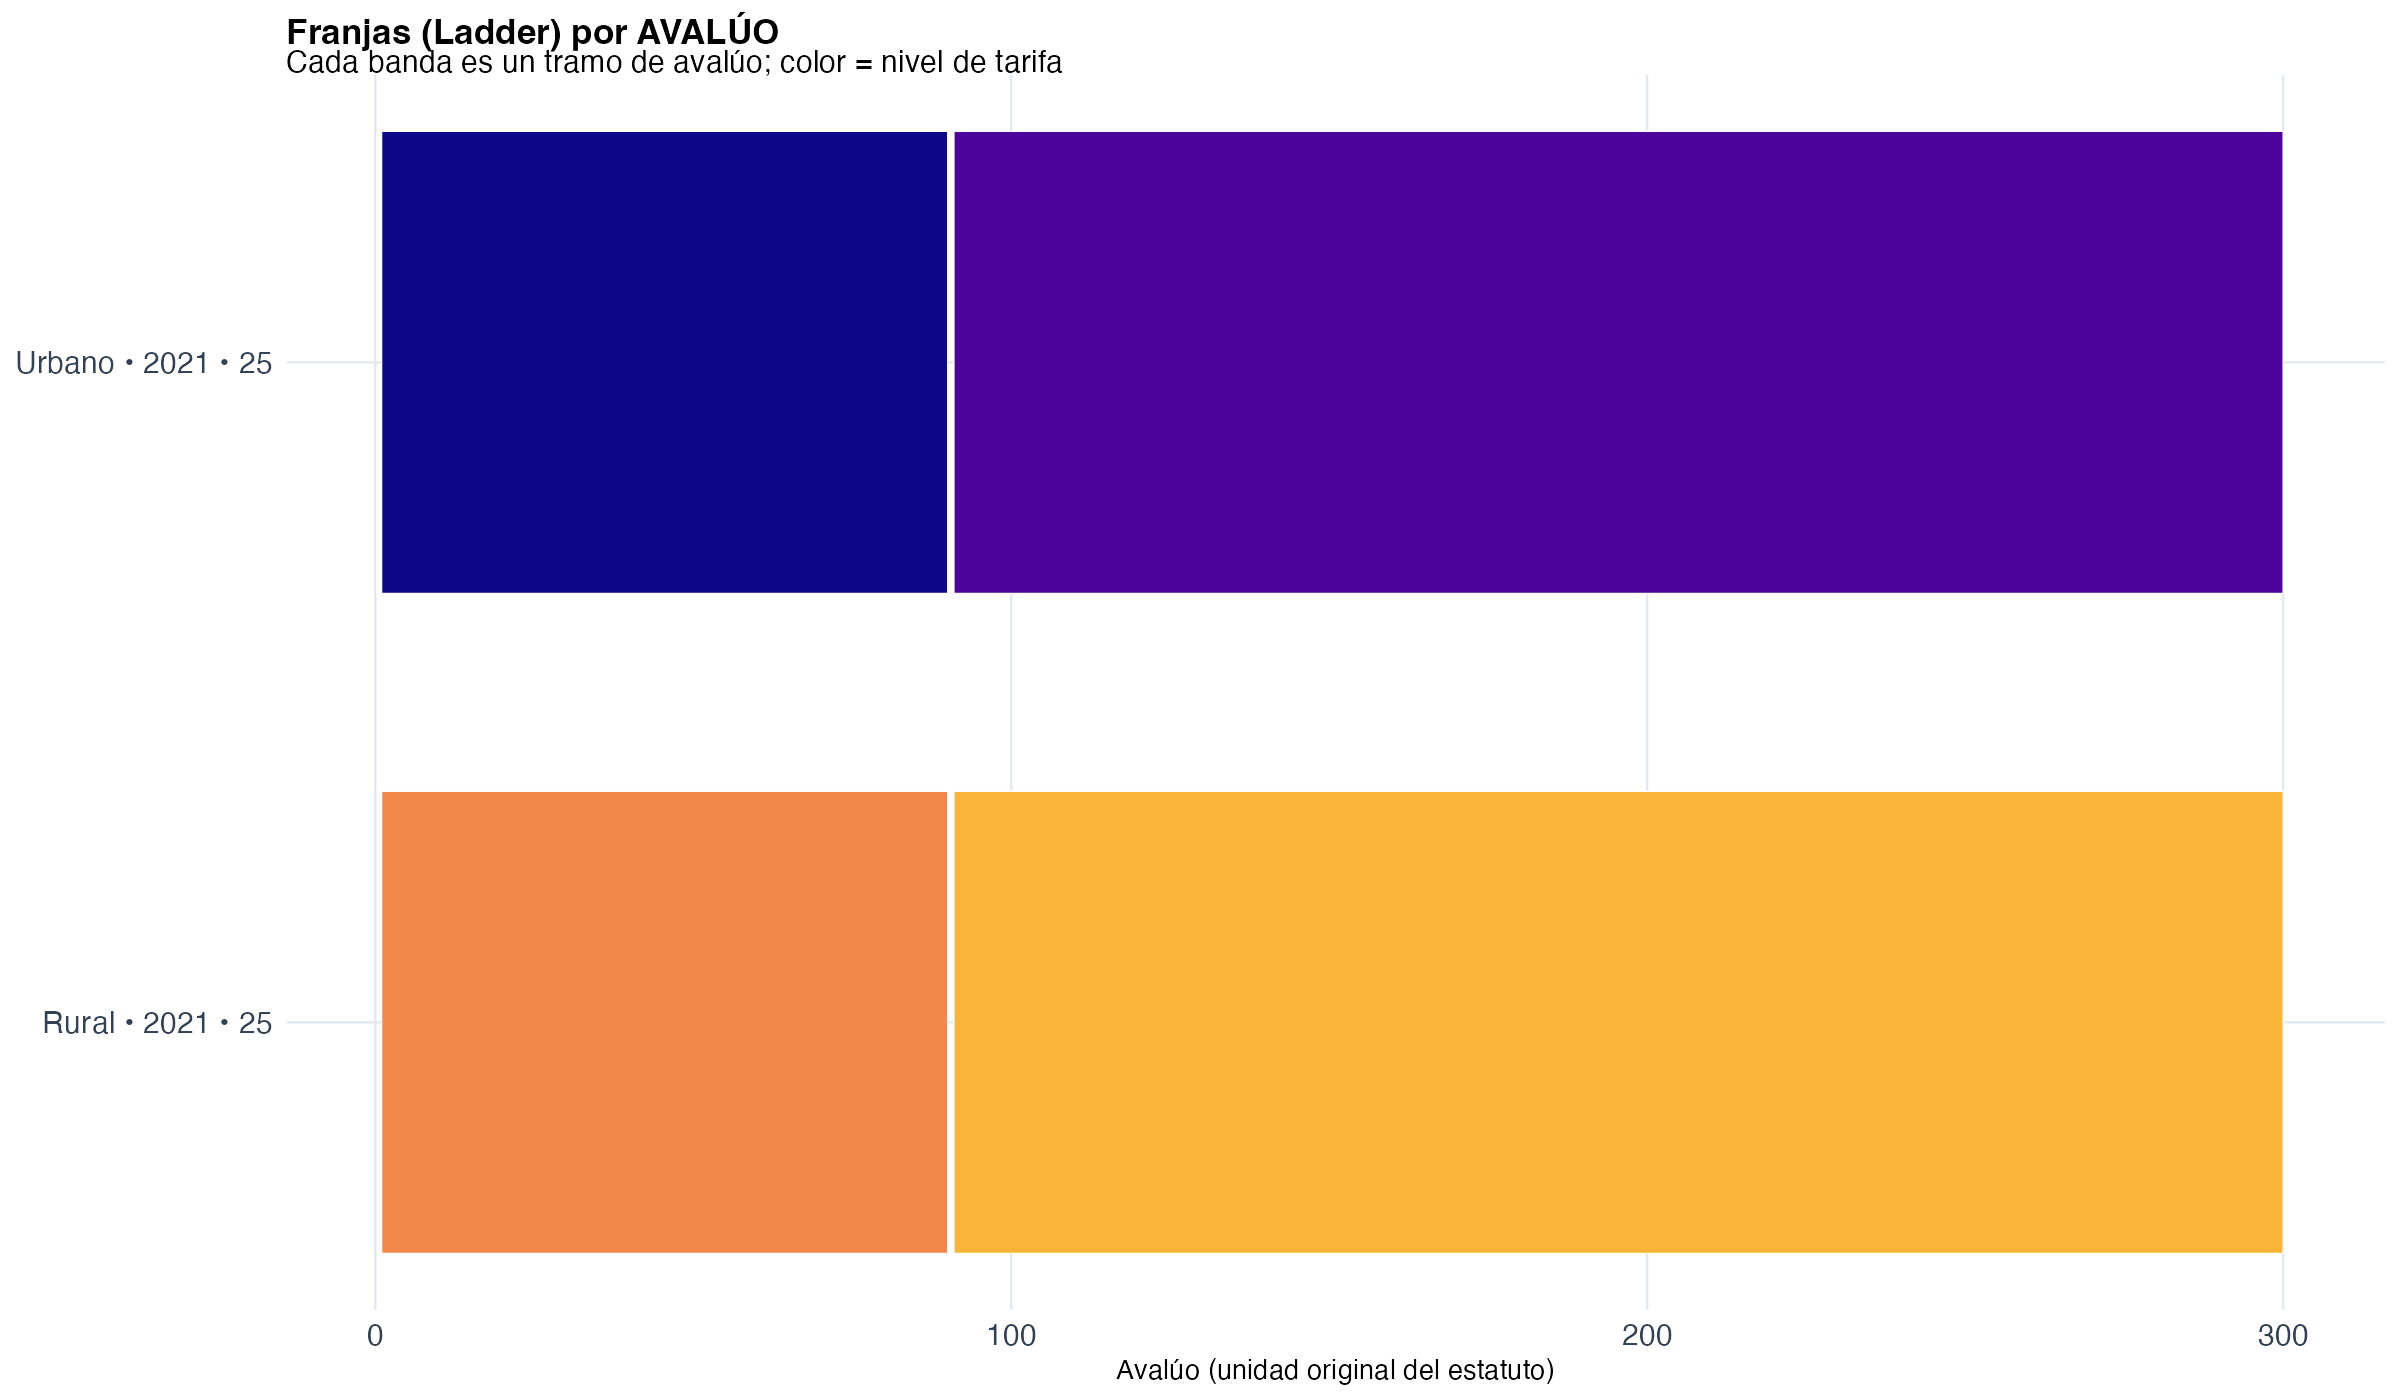 Franjas (Ladder) por AVALÚO
Cada banda es un tramo de avalúo; color = nivel de tarifa
Urbano • 2021 • 25
Rural • 2021 • 25
0 100 200 300
Avalúo (unidad original del estatuto)